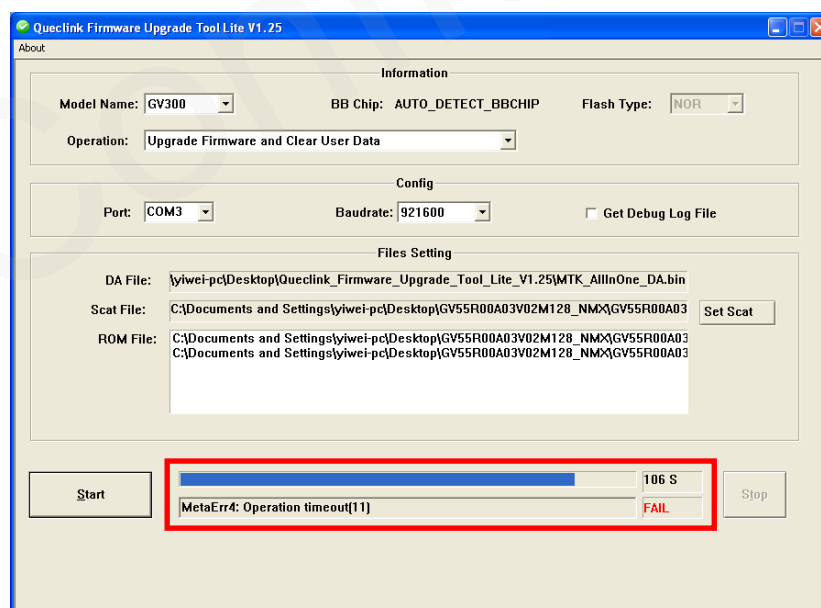 Queclink Firmware Upgrade Tool Lite V1.25
About
Information
Model Name: GV300 BB Chip: AUTO_DETECT_BBCHIP Flash Type: NOR
Operation: Upgrade Firmware and Clear User Data
Config
Port: COM3 Baudrate: 921600 Get Debug Log File
Files Setting
DA File: \yiwei-pc\Desktop\Queclink_Firmware_Upgrade_Tool_Lite_V1.25\MTK_AllInOne_DA.bin
Scat File: C:\Documents and Settings\yiwei-pc\Desktop\GV55R00A03V02M128_NMX\GV55R00A03 Set Scat
ROM File: C:\Documents and Settings\yiwei-pc\Desktop\GV55R00A03V02M128_NMX\GV55R00A03
C:\Documents and Settings\yiwei-pc\Desktop\GV55R00A03V02M128_NMX\GV55R00A03
106 S
Start Stop
MetaErr4: Operation timeout(11) FAIL